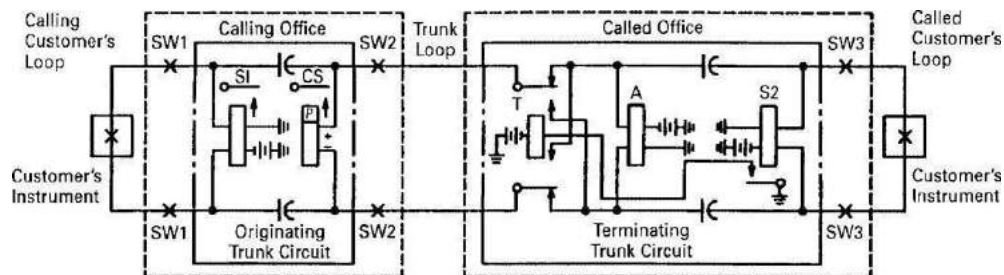 Calling
Customer's
Loop
SW1
Calling Office
SW2
Trunk
Loop
Called Office
SW3
Called
Customer's
Loop
SI
CS
P
+
−
T
A
S2
Customer's
Instrument
SW1
Originating
Trunk Circuit
SW2
Terminating
Trunk Circuit
SW3
Customer's
Instrument